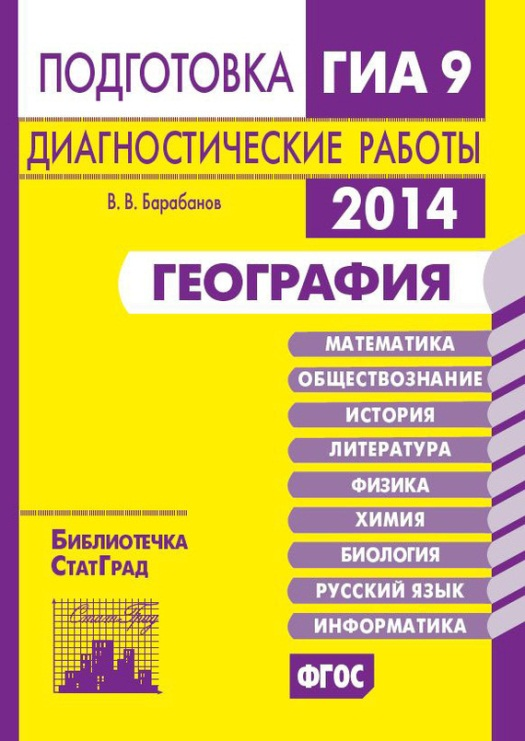 ПОДГОТОВКА ГИА 9
ДИАГНОСТИЧЕСКИЕ РАБОТЫ
В. В. Барабанов
2014
ГЕОГРАФИЯ
МАТЕМАТИКА
ОБЩЕСТВОЗНАНИЕ
ИСТОРИЯ
ЛИТЕРАТУРА
ФИЗИКА
ХИМИЯ
БИОЛОГИЯ
РУССКИЙ ЯЗЫК
ИНФОРМАТИКА
БИБЛИОТЕЧКА
СТАТГРАД
СтатГрад
ФГОС